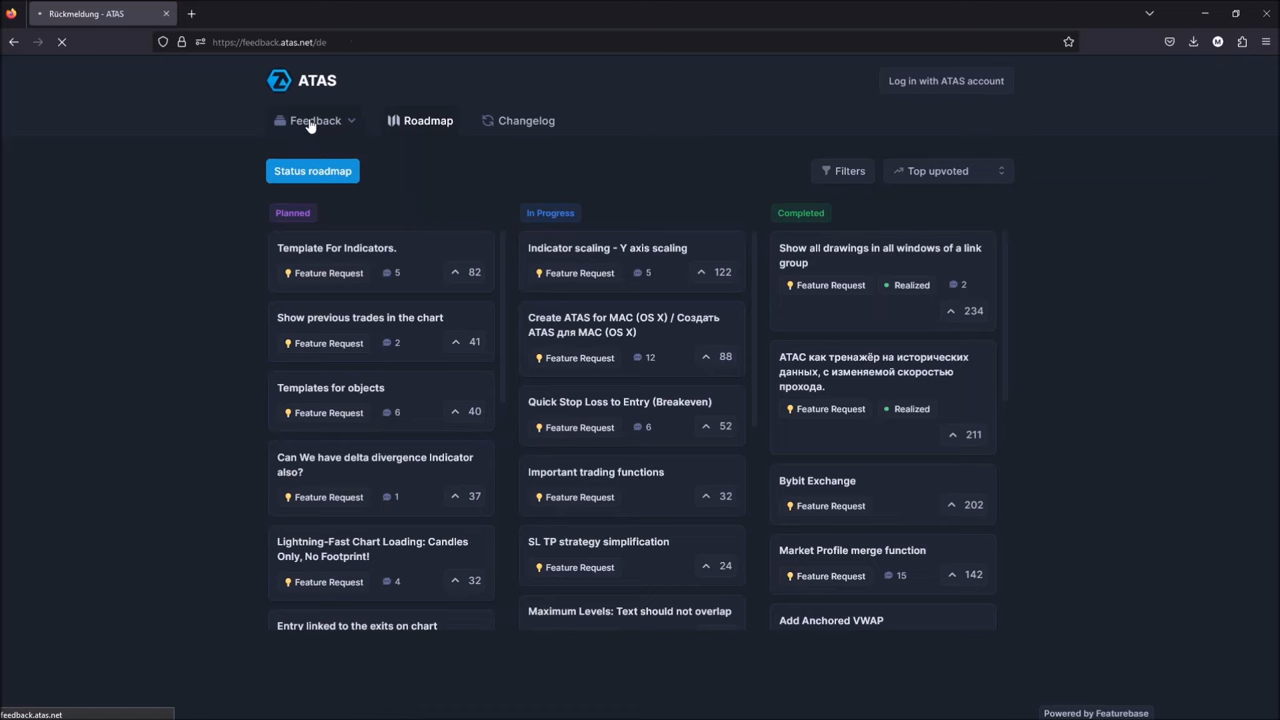 Rückmeldung - ATAS
https://feedback.atas.net/de
ATAS
Log in with ATAS account
Feedback
Roadmap
Changelog
Status roadmap
Filters
Top upvoted
Planned
Template For Indicators.
Feature Request
5
82
Show previous trades in the chart
Feature Request
2
41
Templates for objects
Feature Request
6
40
Can We have delta divergence Indicator
also?
Feature Request
1
37
Lightning-Fast Chart Loading: Candles
Only, No Footprint!
Feature Request
4
32
Entry linked to the exits on chart
In Progress
Indicator scaling - Y axis scaling
Feature Request
5
122
Create ATAS for MAC (OS X) / Создать
ATAS для MAC (OS X)
Feature Request
12
88
Quick Stop Loss to Entry (Breakeven)
Feature Request
6
52
Important trading functions
Feature Request
32
SL TP strategy simplification
Feature Request
24
Maximum Levels: Text should not overlap
Completed
Show all drawings in all windows of a link
group
Feature Request
Realized
2
234
АТАС как тренажёр на исторических
данных, с изменяемой скоростью
прохода.
Feature Request
Realized
211
Bybit Exchange
Feature Request
202
Market Profile merge function
Feature Request
15
142
Add Anchored VWAP
feedback.atas.net
Powered by Featurebase